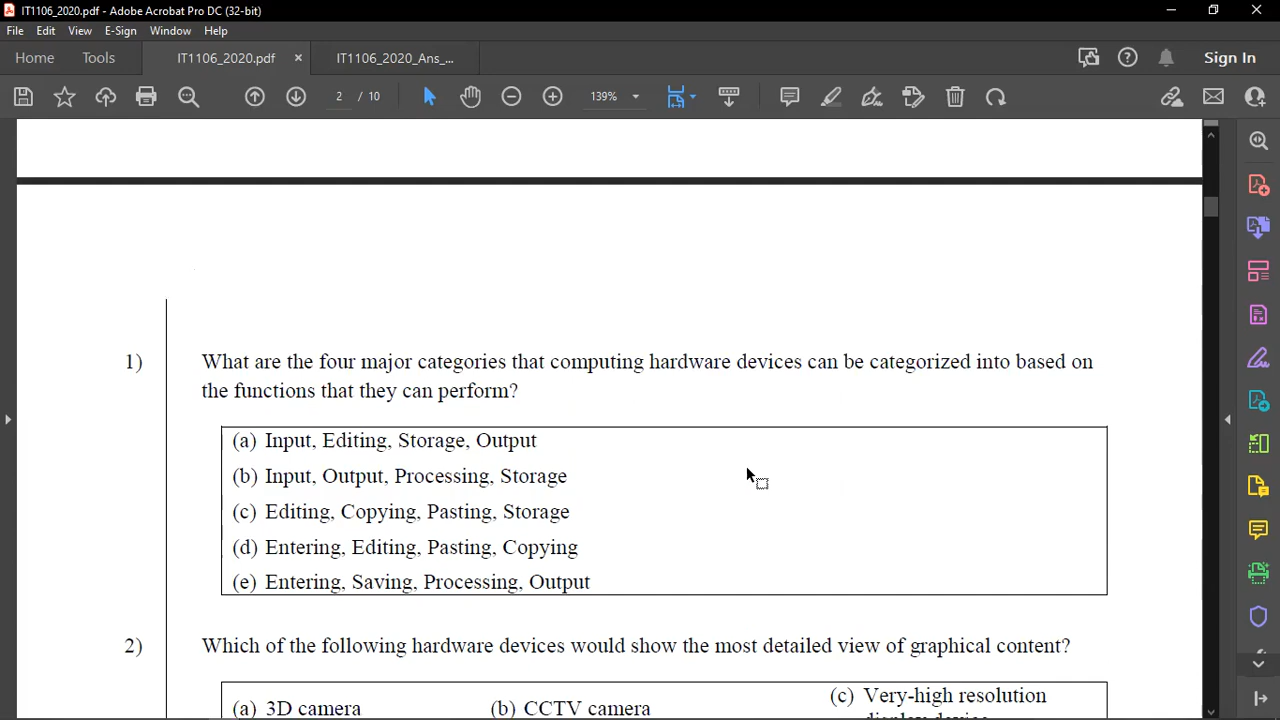 IT1106_2020.pdf - Adobe Acrobat Pro DC (32-bit)
File Edit View E-Sign Window Help
Home Tools IT1106_2020.pdf × IT1106_2020_Ans_... Sign In
2 / 10 139%
1) What are the four major categories that computing hardware devices can be categorized into based on
the functions that they can perform?
(a) Input, Editing, Storage, Output
(b) Input, Output, Processing, Storage
(c) Editing, Copying, Pasting, Storage
(d) Entering, Editing, Pasting, Copying
(e) Entering, Saving, Processing, Output
2) Which of the following hardware devices would show the most detailed view of graphical content?
(a) 3D camera (b) CCTV camera (c) Very-high resolution